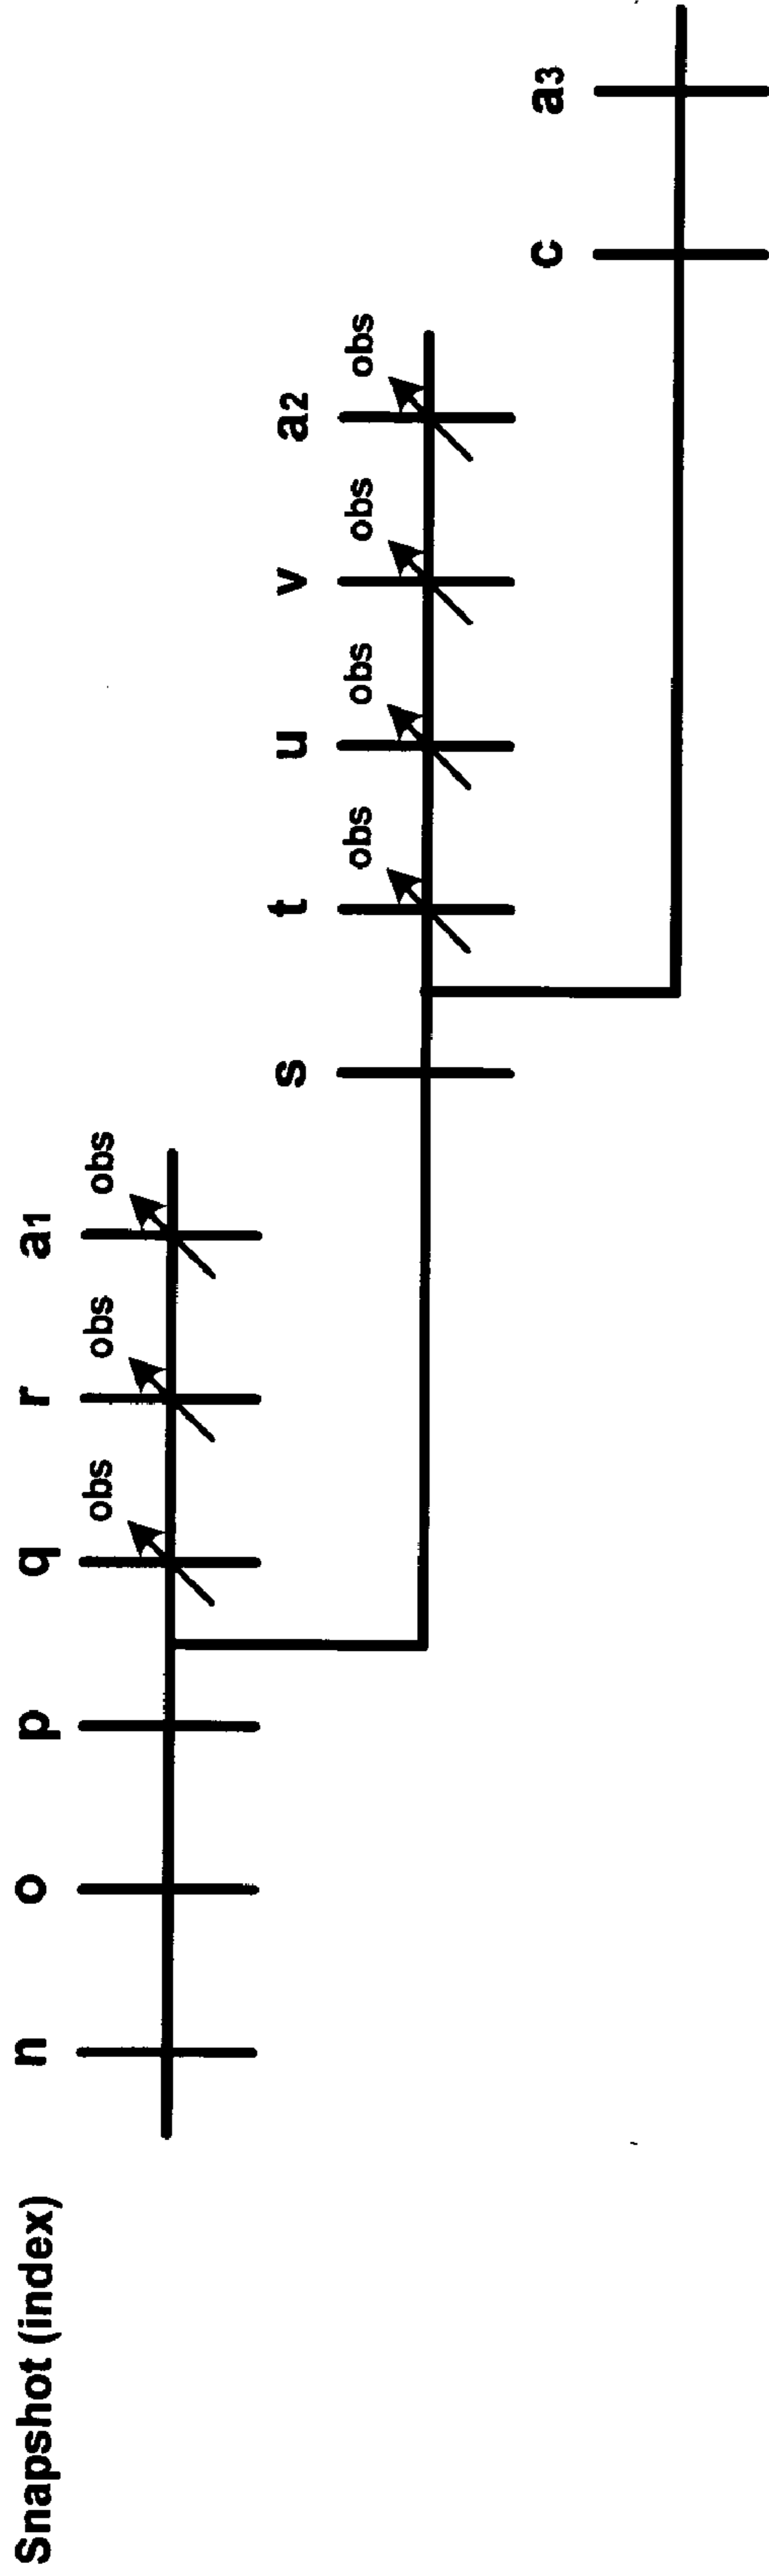 Snapshot (index)
n o p q r a1
obs obs obs
s t u v a2
obs obs obs obs
c a3